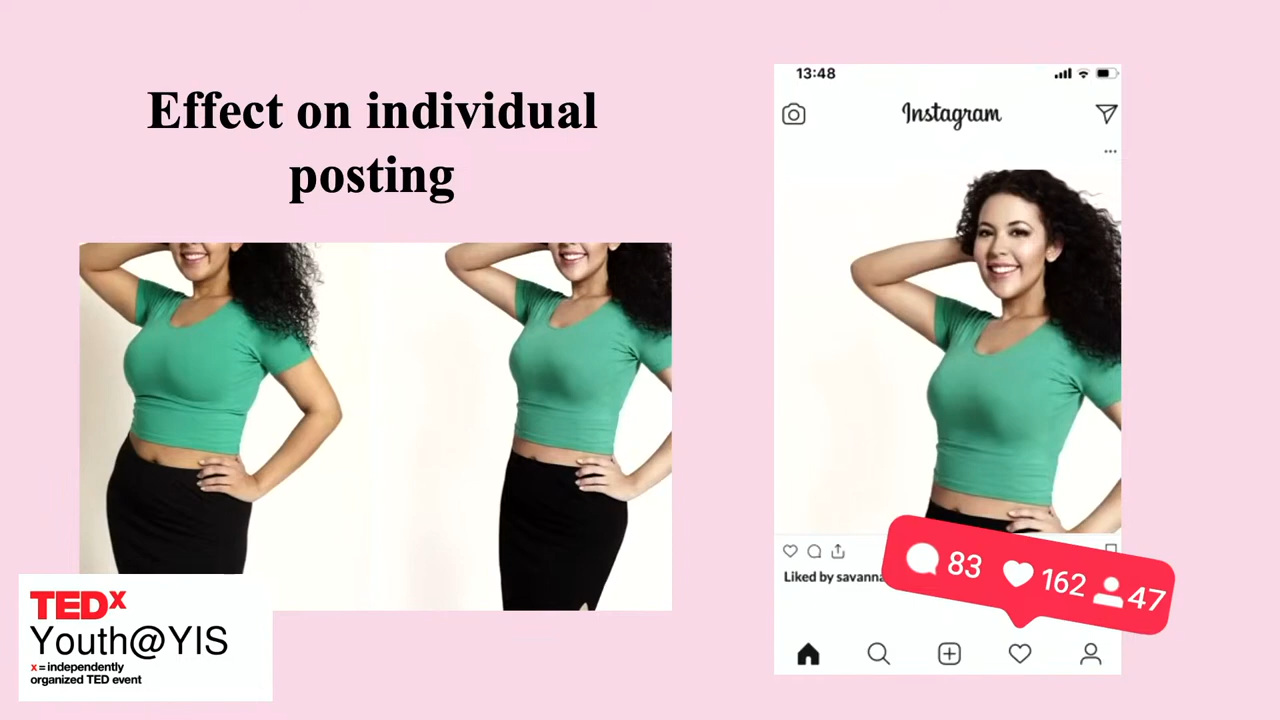 Effect on individual
posting
13:48
Instagram
Liked by savanna
83 162 47
TEDx
Youth@YIS
x = independently
organized TED event